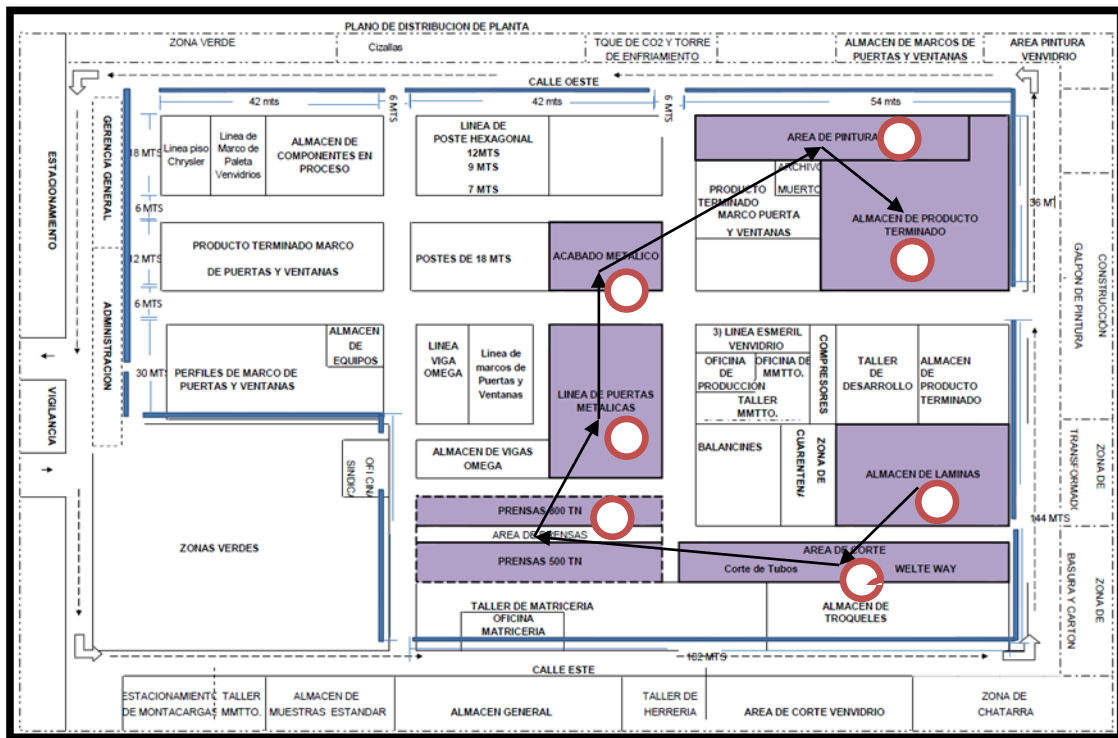 PLANO DE DISTRIBUCION DE PLANTA
ZONA VERDE
Cizallas
TQUE DE CO2 Y TORRE
DE ENFRIAMIENTO
ALMACEN DE MARCOS DE
PUERTAS Y VENTANAS
AREA PINTURA
VENVIDRIO
CALLE OESTE
42 mts
6 MTS
42 mts
6 MTS
54 mts
ESTACIONAMIENTO
GERENCIA GENERAL
18 MTS
Linea piso
Chrysler
Linea de
Marco de
Paleta
Venvidrios
ALMACEN DE
COMPONENTES EN
PROCESO
LINEA DE
POSTE HEXAGONAL
12MTS
9 MTS
7 MTS
AREA DE PINTURA
ARCHIVO
MUERTO
PRODUCTO
TERMINADO
MARCO PUERTA
Y VENTANAS
ALMACEN DE PRODUCTO
TERMINADO
36 MT
6 MTS
12 MTS
PRODUCTO TERMINADO MARCO
DE PUERTAS Y VENTANAS
POSTES DE 18 MTS
ACABADO METALICO
CONSTRUCCIÓN
GALPON DE PINTURA
6 MTS
ADMINISTRACION
30 MTS
ALMACEN
DE
EQUIPOS
PERFILES DE MARCO DE
PUERTAS Y VENTANAS
LINEA
VIGA
OMEGA
Linea de
marcos de
Puertas y
Ventanas
LINEA DE PUERTAS
METALICAS
3) LINEA ESMERIL
VENVIDRIO
OFICINA
DE
PRODUCCIÓN
OFICINA DE
MMTTO.
TALLER
MMTTO.
COMPRESORES
TALLER
DE
DESARROLLO
ALMACEN
DE
PRODUCTO
TERMINADO
VIGILANCIA
ALMACEN DE VIGAS
OMEGA
BALANCINES
ZONA DE
CUARENTENA
ALMACEN DE LAMINAS
ZONA DE
TRANSFORMADO
OFICINA
SINDICA
ZONAS VERDES
PRENSAS 800 TN
AREA DE PRENSAS
PRENSAS 500 TN
AREA DE CORTE
Corte de Tubos
WELTE WAY
144 MTS
ZONA DE
BASURA Y CARTON
TALLER DE MATRICERIA
OFICINA
MATRICERIA
ALMACEN DE
TROQUELES
MTS
CALLE ESTE
ESTACIONAMIENTO
DE MONTACARGAS
TALLER
MMTTO.
ALMACEN DE
MUESTRAS ESTANDAR
ALMACEN GENERAL
TALLER DE
HERRERIA
AREA DE CORTE VENVIDRIO
ZONA DE
CHATARRA